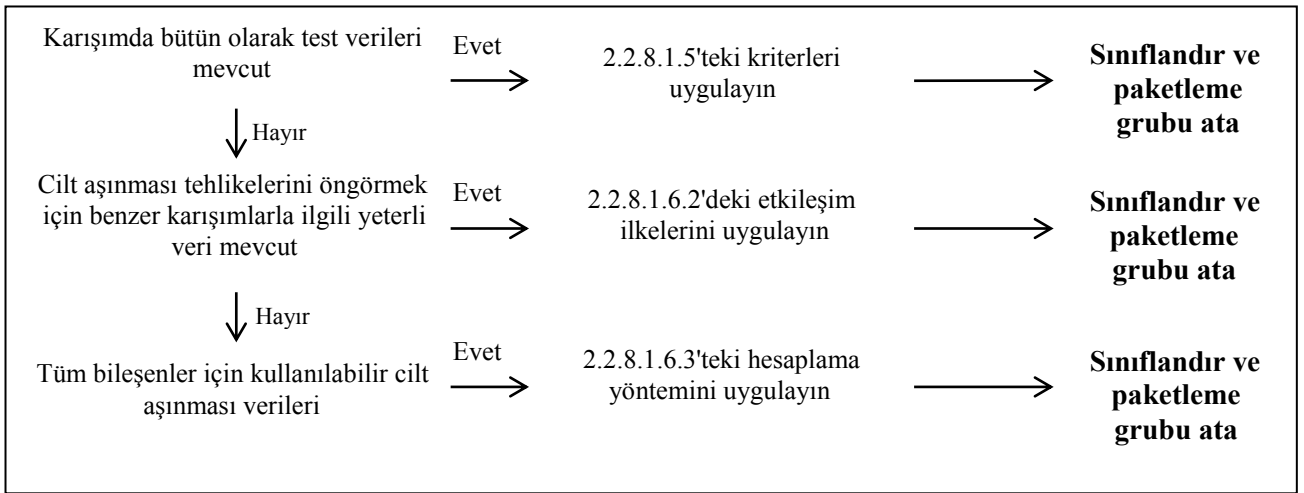 Karışımda bütün olarak test verileri
mevcut
Evet
2.2.8.1.5'teki kriterleri
uygulayın
Sınıflandır ve
paketleme
grubu ata
Hayır
Cilt aşınması tehlikelerini öngörmek
için benzer karışımlarla ilgili yeterli
veri mevcut
Evet
2.2.8.1.6.2'deki etkileşim
ilkelerini uygulayın
Sınıflandır ve
paketleme
grubu ata
Hayır
Tüm bileşenler için kullanılabilir cilt
aşınması verileri
Evet
2.2.8.1.6.3'teki hesaplama
yöntemini uygulayın
Sınıflandır ve
paketleme
grubu ata